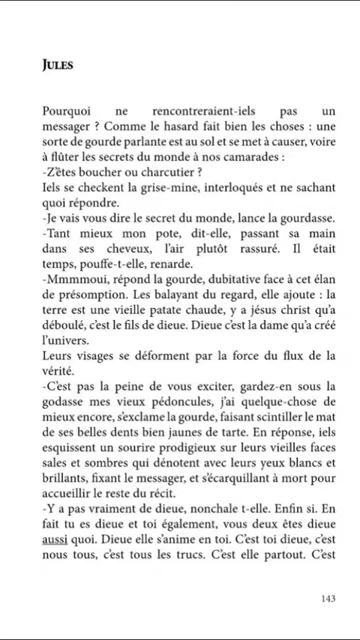 JULES
Pourquoi ne rencontreraient-iels pas un
messager ? Comme le hasard fait bien les choses : une
sorte de gourde parlante est au sol et se met à causer, voire
à flûter les secrets du monde à nos camarades :
-Z'êtes boucher ou charcutier ?
Iels se checkent la grise-mine, interloqués et ne sachant
quoi répondre.
-Je vais vous dire le secret du monde, lance la gourdasse.
-Tant mieux mon pote, dit-elle, passant sa main
dans ses cheveux, l'air plutôt rassuré. Il était
temps, pouffe-t-elle, renarde.
-Mmmmoui, répond la gourde, dubitative face à cet élan
de présomption. Les balayant du regard, elle ajoute : la
terre est une vieille patate chaude, y a jésus christ qu'a
déboulé, c'est le fils de dieue. Dieue c'est la dame qu'a créé
l'univers.
Leurs visages se déforment par la force du flux de la
vérité.
-C'est pas la peine de vous exciter, gardez-en sous la
godasse mes vieux pédoncules, j'ai quelque-chose de
mieux encore, s'exclame la gourde, faisant scintiller le mat
de ses belles dents bien jaunes de tarte. En réponse, iels
esquissent un sourire prodigieux sur leurs vieilles faces
sales et sombres qui dénotent avec leurs yeux blancs et
brillants, fixant le messager, et s'écarquillant à mort pour
accueillir le reste du récit.
-Y a pas vraiment de dieue, nonchale t-elle. Enfin si. En
fait tu es dieue et toi également, vous deux êtes dieue
aussi quoi. Dieue elle s'anime en toi. C'est toi dieue, c'est
nous tous, c'est tous les trucs. C'est elle partout. C'est
143